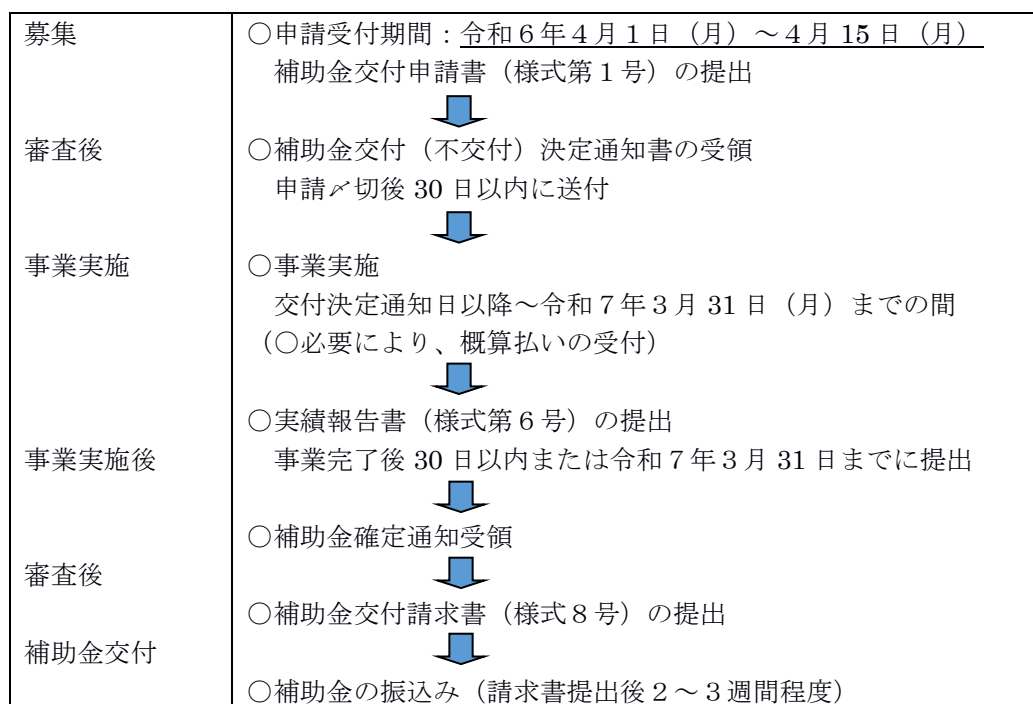 募集
○申請受付期間：令和６年４月１日（月）～４月 15 日（月）
補助金交付申請書（様式第１号）の提出
審査後
○補助金交付（不交付）決定通知書の受領
申請〆切後 30 日以内に送付
事業実施
○事業実施
交付決定通知日以降～令和７年３月 31 日（月）までの間
（○必要により、概算払いの受付）
○実績報告書（様式第６号）の提出
事業実施後
事業完了後 30 日以内または令和７年３月 31 日までに提出
○補助金確定通知受領
審査後
○補助金交付請求書（様式８号）の提出
補助金交付
○補助金の振込み（請求書提出後２～３週間程度）